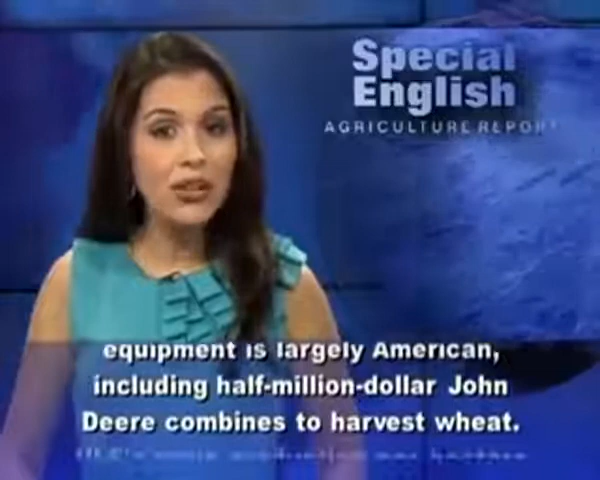 Special
English
AGRICULTURE REPORT
equipment is largely American,
including half-million-dollar John
Deere combines to harvest wheat.